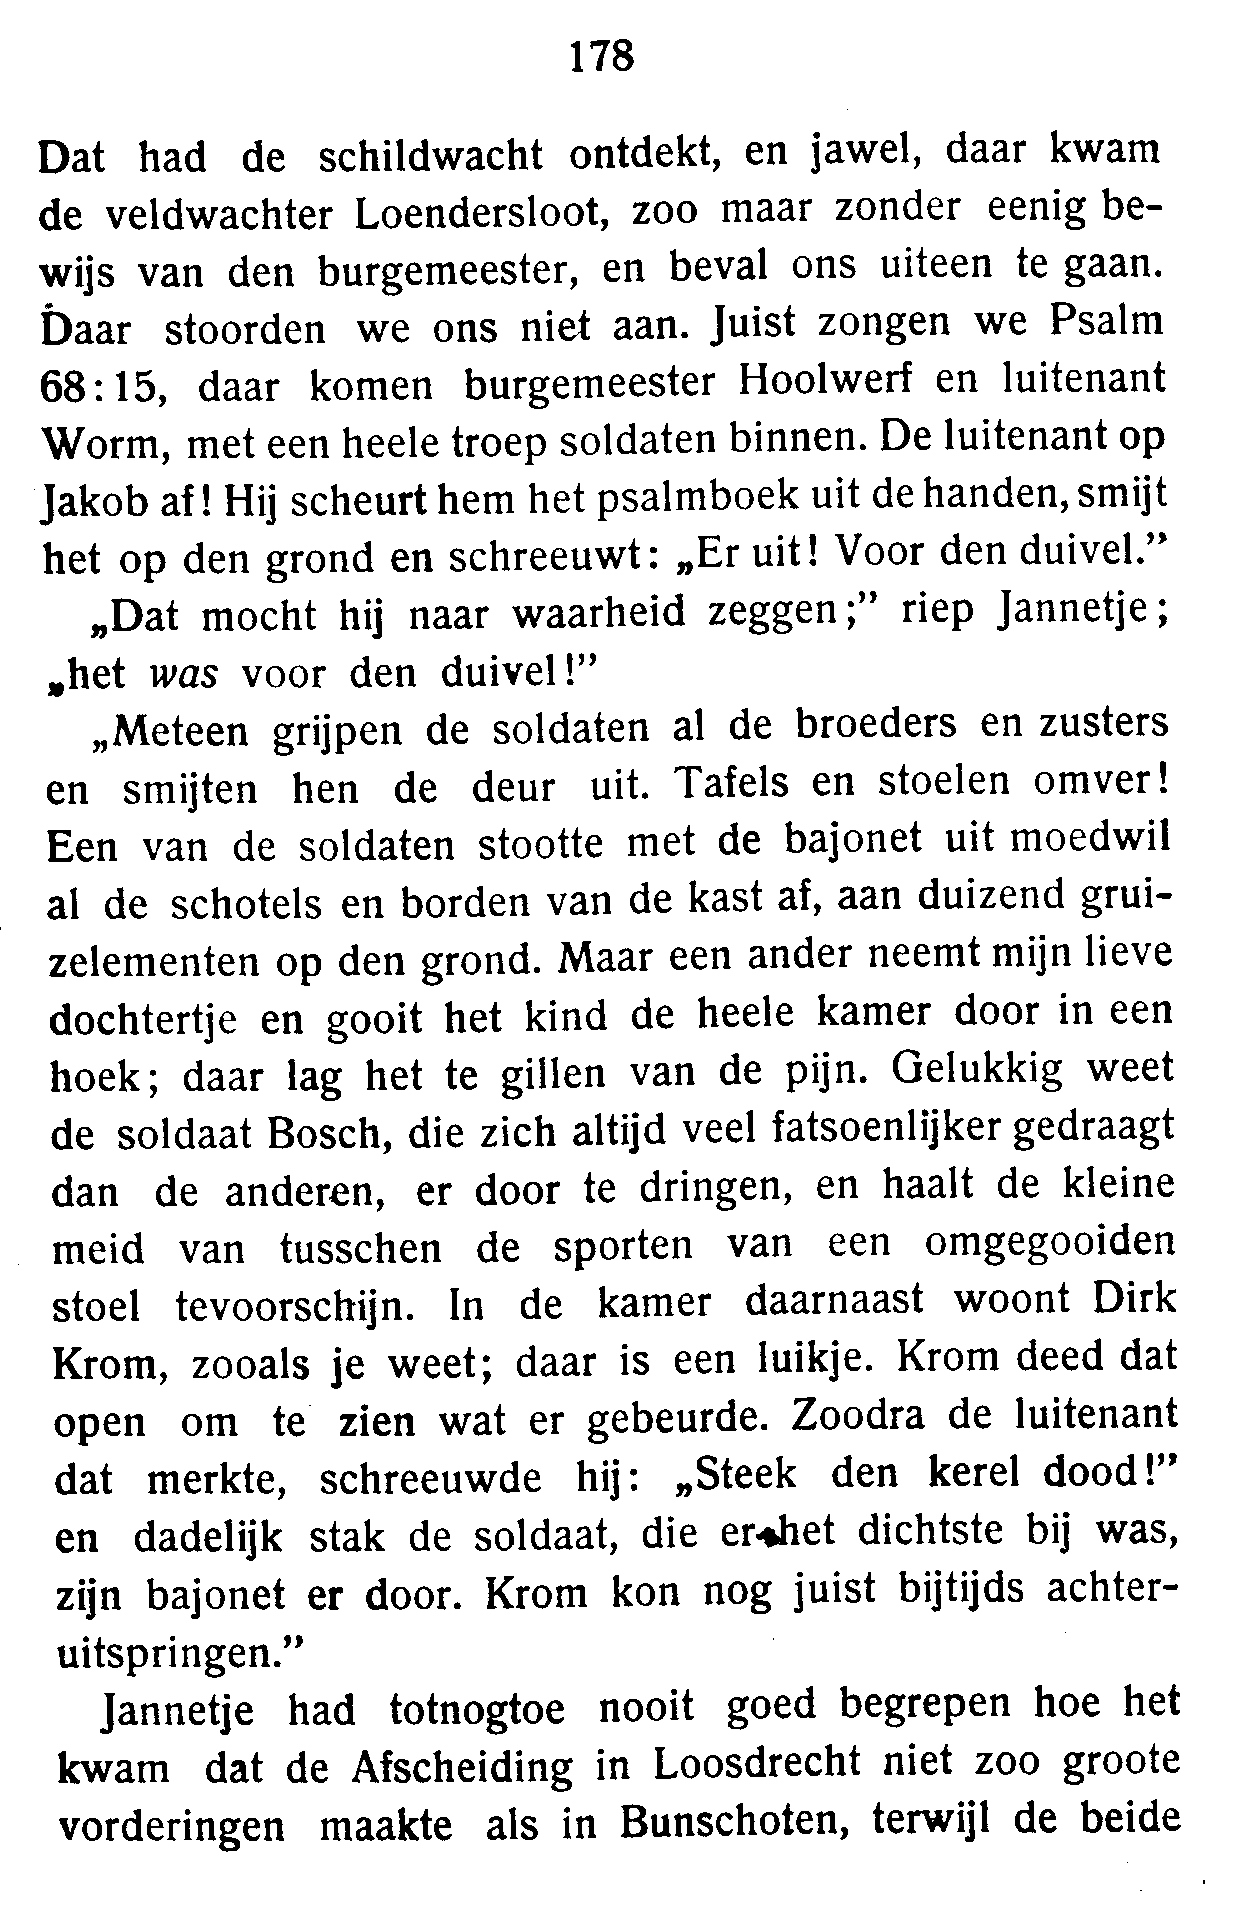 178
Dat had de schildwacht ontdekt, en jawel, daar kwam
de veldwachter Loendersloot, zoo maar zonder eenig be-
wijs van den burgemeester, en beval ons uiteen te gaan.
Daar stoorden we ons niet aan. Juist zongen we Psalm
68:15, daar komen burgemeester Hoolwerf en luitenant
Worm, met een heele troep soldaten binnen. De luitenant op
Jakob af! Hij scheurt hem het psalmboek uit de handen, smijt
het op den grond en schreeuwt: „Er uit! Voor den duivel.”
„Dat mocht hij naar waarheid zeggen;” riep Jannetje;
„het was voor den duivel!”
„Meteen grijpen de soldaten al de broeders en zusters
en smijten hen de deur uit. Tafels en stoelen omver!
Een van de soldaten stootte met de bajonet uit moedwil
al de schotels en borden van de kast af, aan duizend grui-
zelementen op den grond. Maar een ander neemt mijn lieve
dochtertje en gooit het kind de heele kamer door in een
hoek; daar lag het te gillen van de pijn. Gelukkig weet
de soldaat Bosch, die zich altijd veel fatsoenlijker gedraagt
dan de anderen, er door te dringen, en haalt de kleine
meid van tusschen de sporten van een omgegooiden
stoel tevoorschijn. In de kamer daarnaast woont Dirk
Krom, zooals je weet; daar is een luikje. Krom deed dat
open om te zien wat er gebeurde. Zoodra de luitenant
dat merkte, schreeuwde hij: „Steek den kerel dood!”
en dadelijk stak de soldaat, die er het dichtste bij was,
zijn bajonet er door. Krom kon nog juist bijtijds achter-
uitspringen.”
Jannetje had totnogtoe nooit goed begrepen hoe het
kwam dat de Afscheiding in Loosdrecht niet zoo groote
vorderingen maakte als in Bunschoten, terwijl de beide